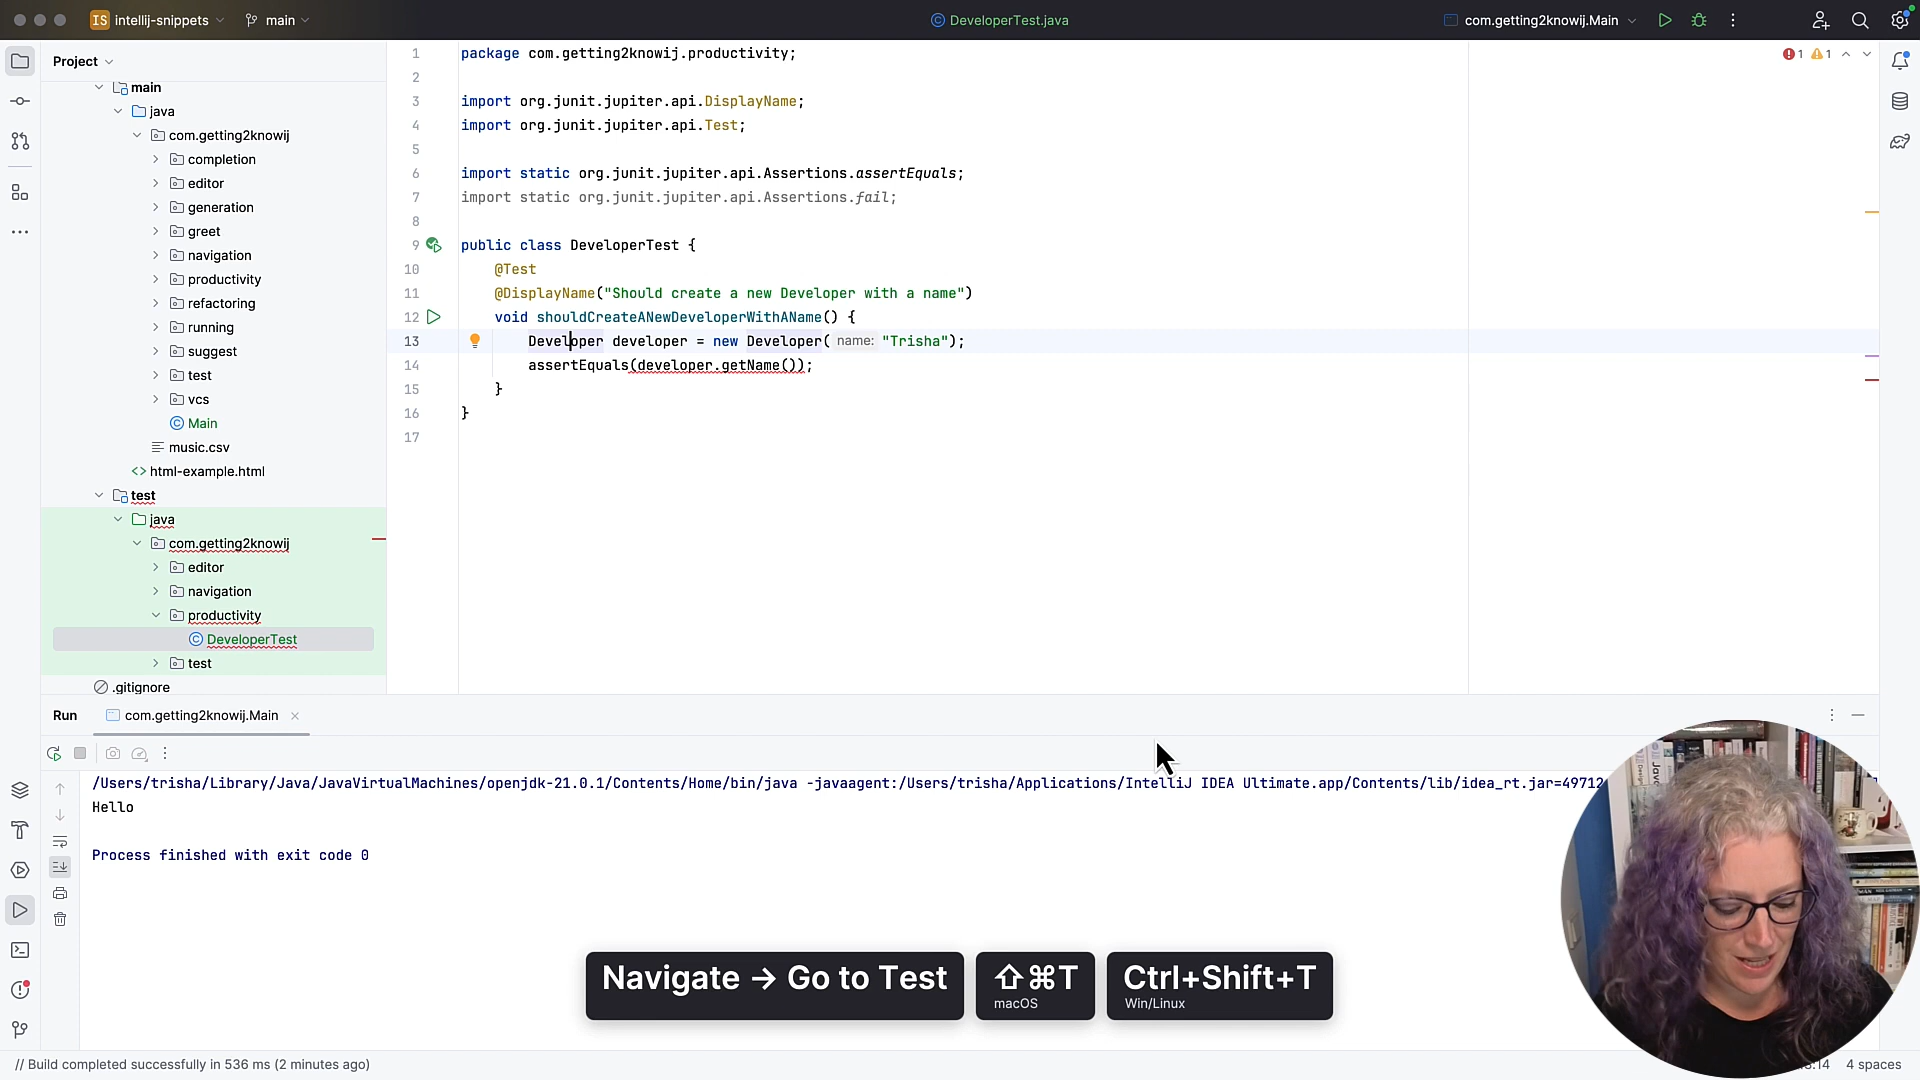 IS intellij-snippets main DeveloperTest.java com.getting2knowij.Main
Project
main
java
com.getting2knowij
completion
editor
generation
greet
navigation
productivity
refactoring
running
suggest
test
vcs
Main
music.csv
html-example.html
test
java
com.getting2knowij
editor
navigation
productivity
DeveloperTest
test
.gitignore
1 package com.getting2knowij.productivity;
2
3 import org.junit.jupiter.api.DisplayName;
4 import org.junit.jupiter.api.Test;
5
6 import static org.junit.jupiter.api.Assertions.assertEquals;
7 import static org.junit.jupiter.api.Assertions.fail;
8
9 public class DeveloperTest {
10 @Test
11 @DisplayName("Should create a new Developer with a name")
12 void shouldCreateANewDeveloperWithAName() {
13 Developer developer = new Developer( name: "Trisha");
14 assertEquals(developer.getName());
15 }
16 }
17
1 1
Run com.getting2knowij.Main
/Users/trisha/Library/Java/JavaVirtualMachines/openjdk-21.0.1/Contents/Home/bin/java -javaagent:/Users/trisha/Applications/IntelliJ IDEA Ultimate.app/Contents/lib/idea_rt.jar=49712
Hello
Process finished with exit code 0
Navigate → Go to Test ⇧⌘T Ctrl+Shift+T
macOS Win/Linux
// Build completed successfully in 536 ms (2 minutes ago) 4 spaces